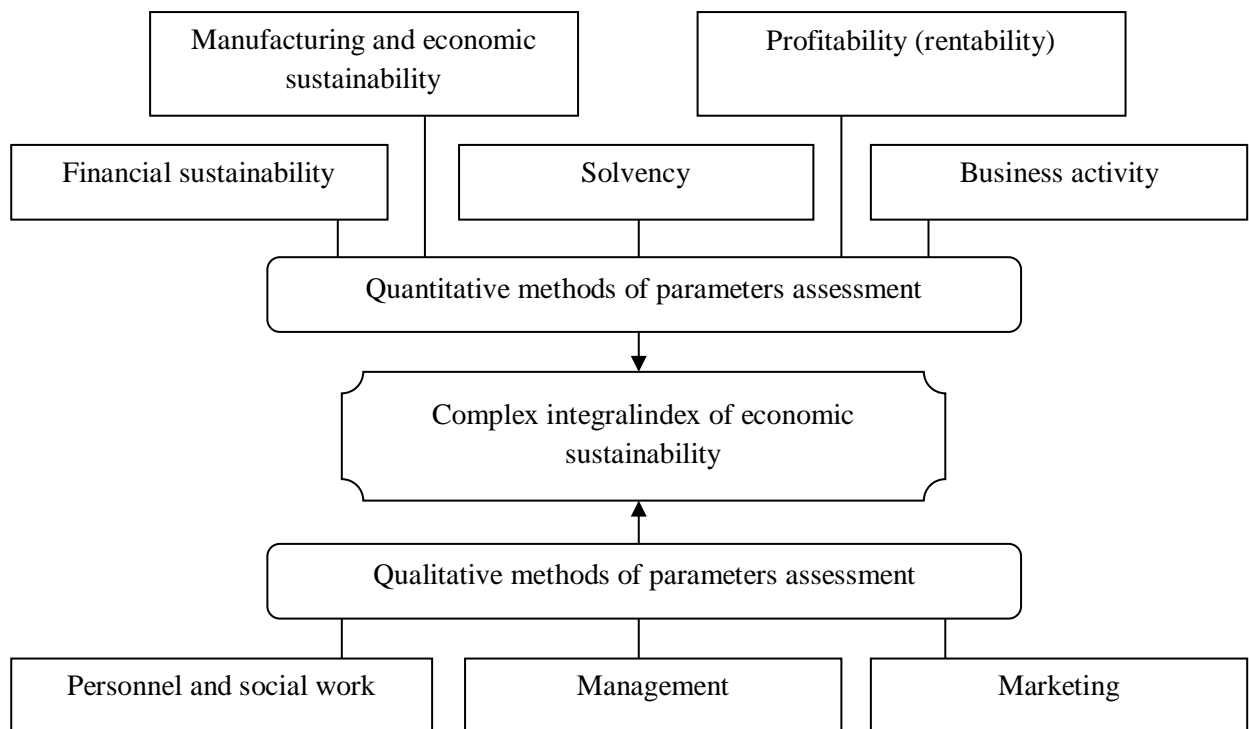 Manufacturing and economic
sustainability
Profitability (rentability)
Financial sustainability
Solvency
Business activity
Quantitative methods of parameters assessment
Complex integralindex of economic
sustainability
Qualitative methods of parameters assessment
Personnel and social work
Management
Marketing